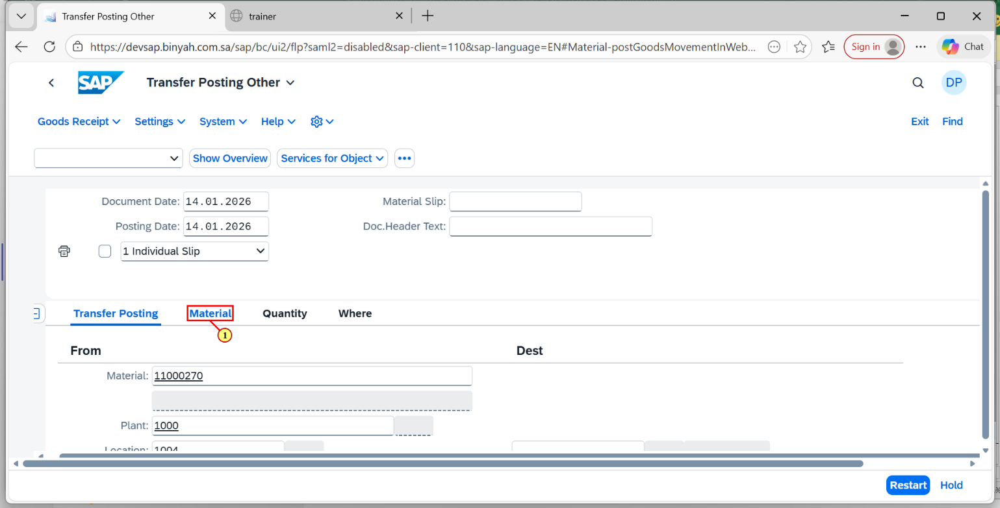 Transfer Posting Other
trainer
https://devsap.binyah.com.sa/sap/bc/ui2/flp?saml2=disabled&sap-client=110&sap-language=EN#Material-postGoodsMovementInWeb...
Sign in
Chat
SAP
Transfer Posting Other
DP
Goods Receipt
Settings
System
Help
Exit
Find
Show Overview
Services for Object
Document Date: 14.01.2026
Material Slip:
Posting Date: 14.01.2026
Doc.Header Text:
1 Individual Slip
Transfer Posting
Material
Quantity
Where
1
From
Dest
Material: 11000270
Plant: 1000
Location: 1004
Restart
Hold